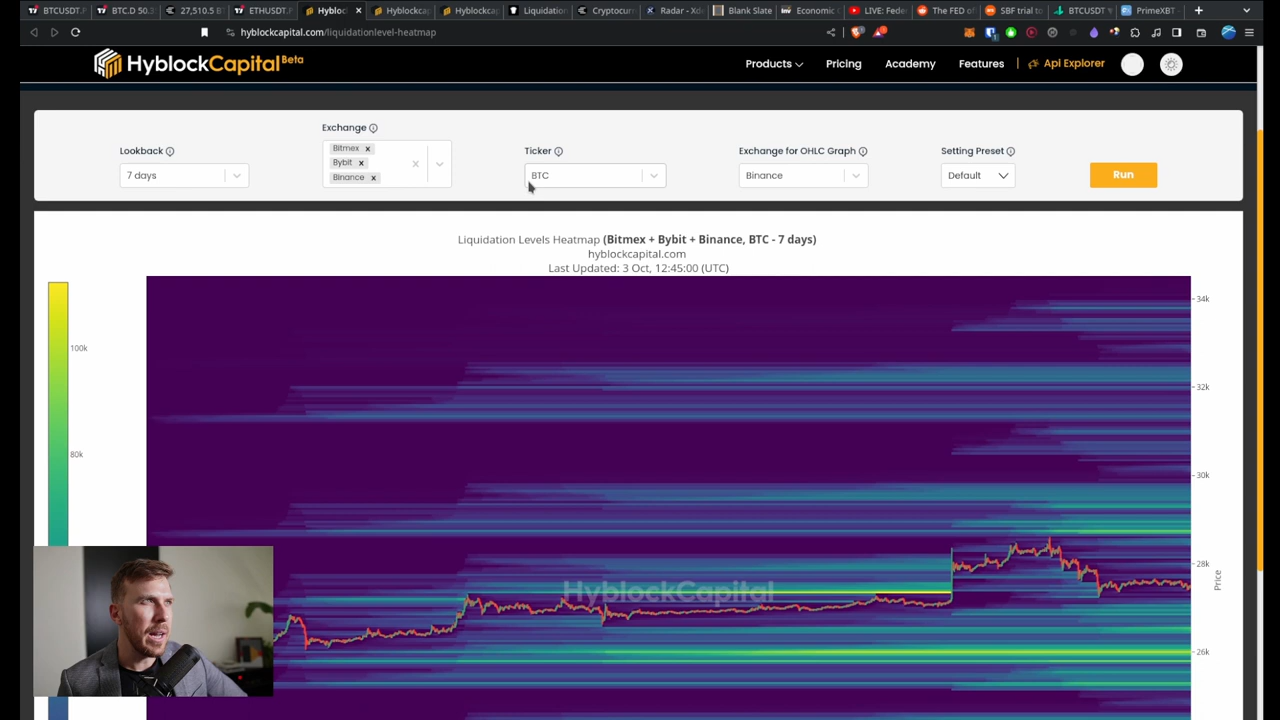 BTCUSDT.F
BTC.D 50.3
27,510.5 B
ETHUSDT.F
Hybloc
Hyblockca
Hyblockca
Liquidation
Cryptocurr
Radar - Xd
Blank Slate
Economic
LIVE: Feder
The FED of
SBF trial to
BTCUSDT
PrimeXBT -
hyblockcapital.com/liquidationlevel-heatmap
HyblockCapital Beta
Products
Pricing
Academy
Features
Api Explorer
Lookback
7 days
Exchange
Bitmex
Bybit
Binance
Ticker
BTC
Exchange for OHLC Graph
Binance
Setting Preset
Default
Run
Liquidation Levels Heatmap (Bitmex + Bybit + Binance, BTC - 7 days)
hyblockcapital.com
Last Updated: 3 Oct, 12:45:00 (UTC)
100k
80k
34k
32k
30k
28k
26k
Price
HyblockCapital